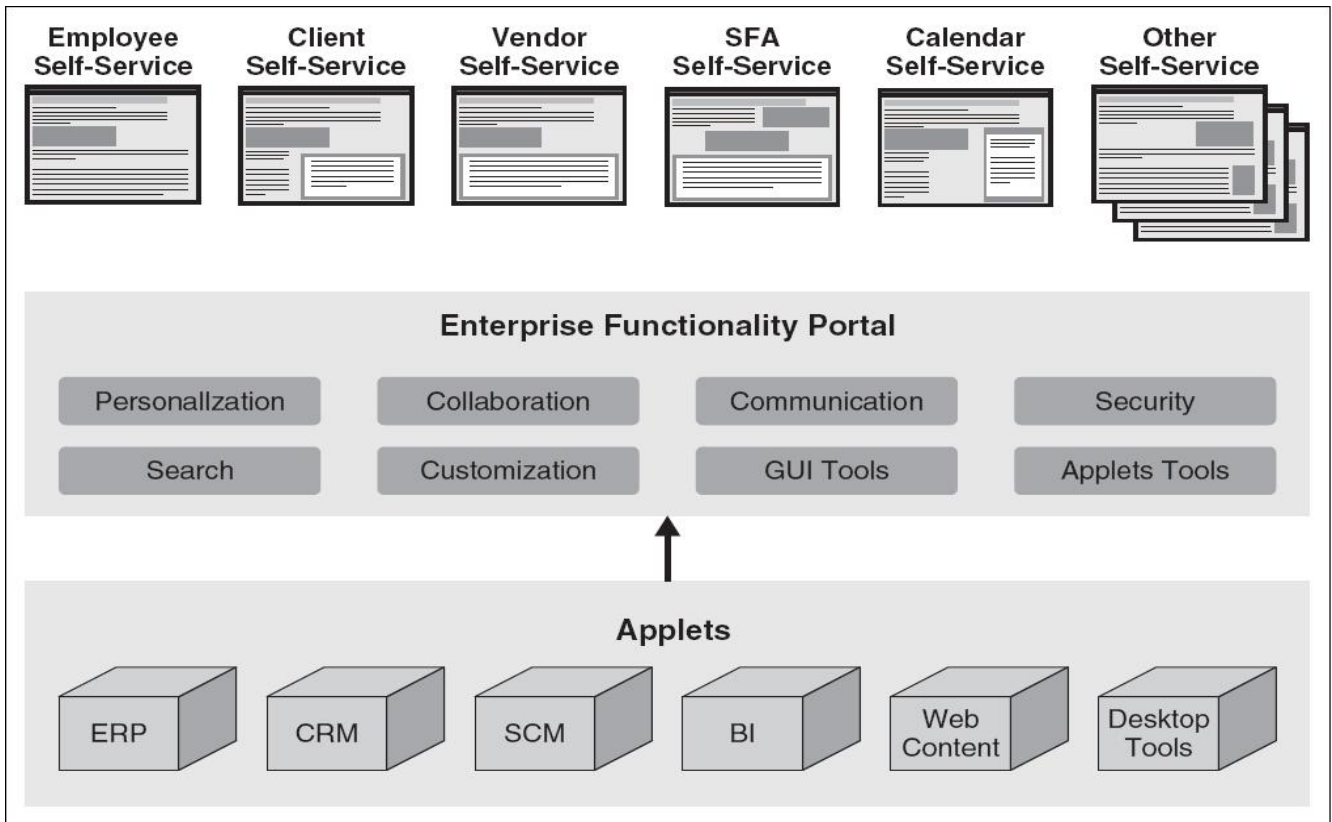 Employee Self-Service
Client Self-Service
Vendor Self-Service
SFA Self-Service
Calendar Self-Service
Other Self-Service
Enterprise Functionality Portal
Personallzation
Collaboration
Communication
Security
Search
Customization
GUI Tools
Applets Tools
Applets
ERP
CRM
SCM
BI
Web Content
Desktop Tools